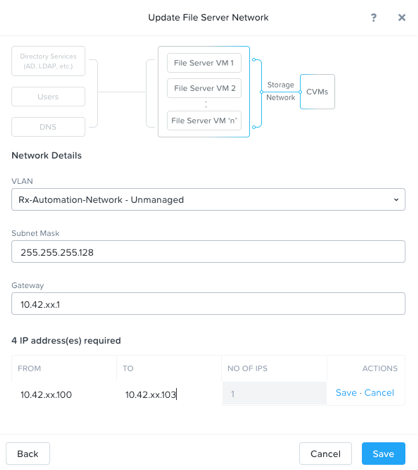 Update File Server Network
?
Directory Services
(AD, LDAP, etc.)
Users
DNS
File Server VM 1
File Server VM 2
File Server VM 'n'
Storage
Network
CVMs
Network Details
VLAN
Rx-Automation-Network - Unmanaged
Subnet Mask
255.255.255.128
Gateway
10.42.xx.1
4 IP address(es) required
FROM TO NO OF IPS ACTIONS
10.42.xx.100 10.42.xx.103 1 Save · Cancel
Back Cancel Save